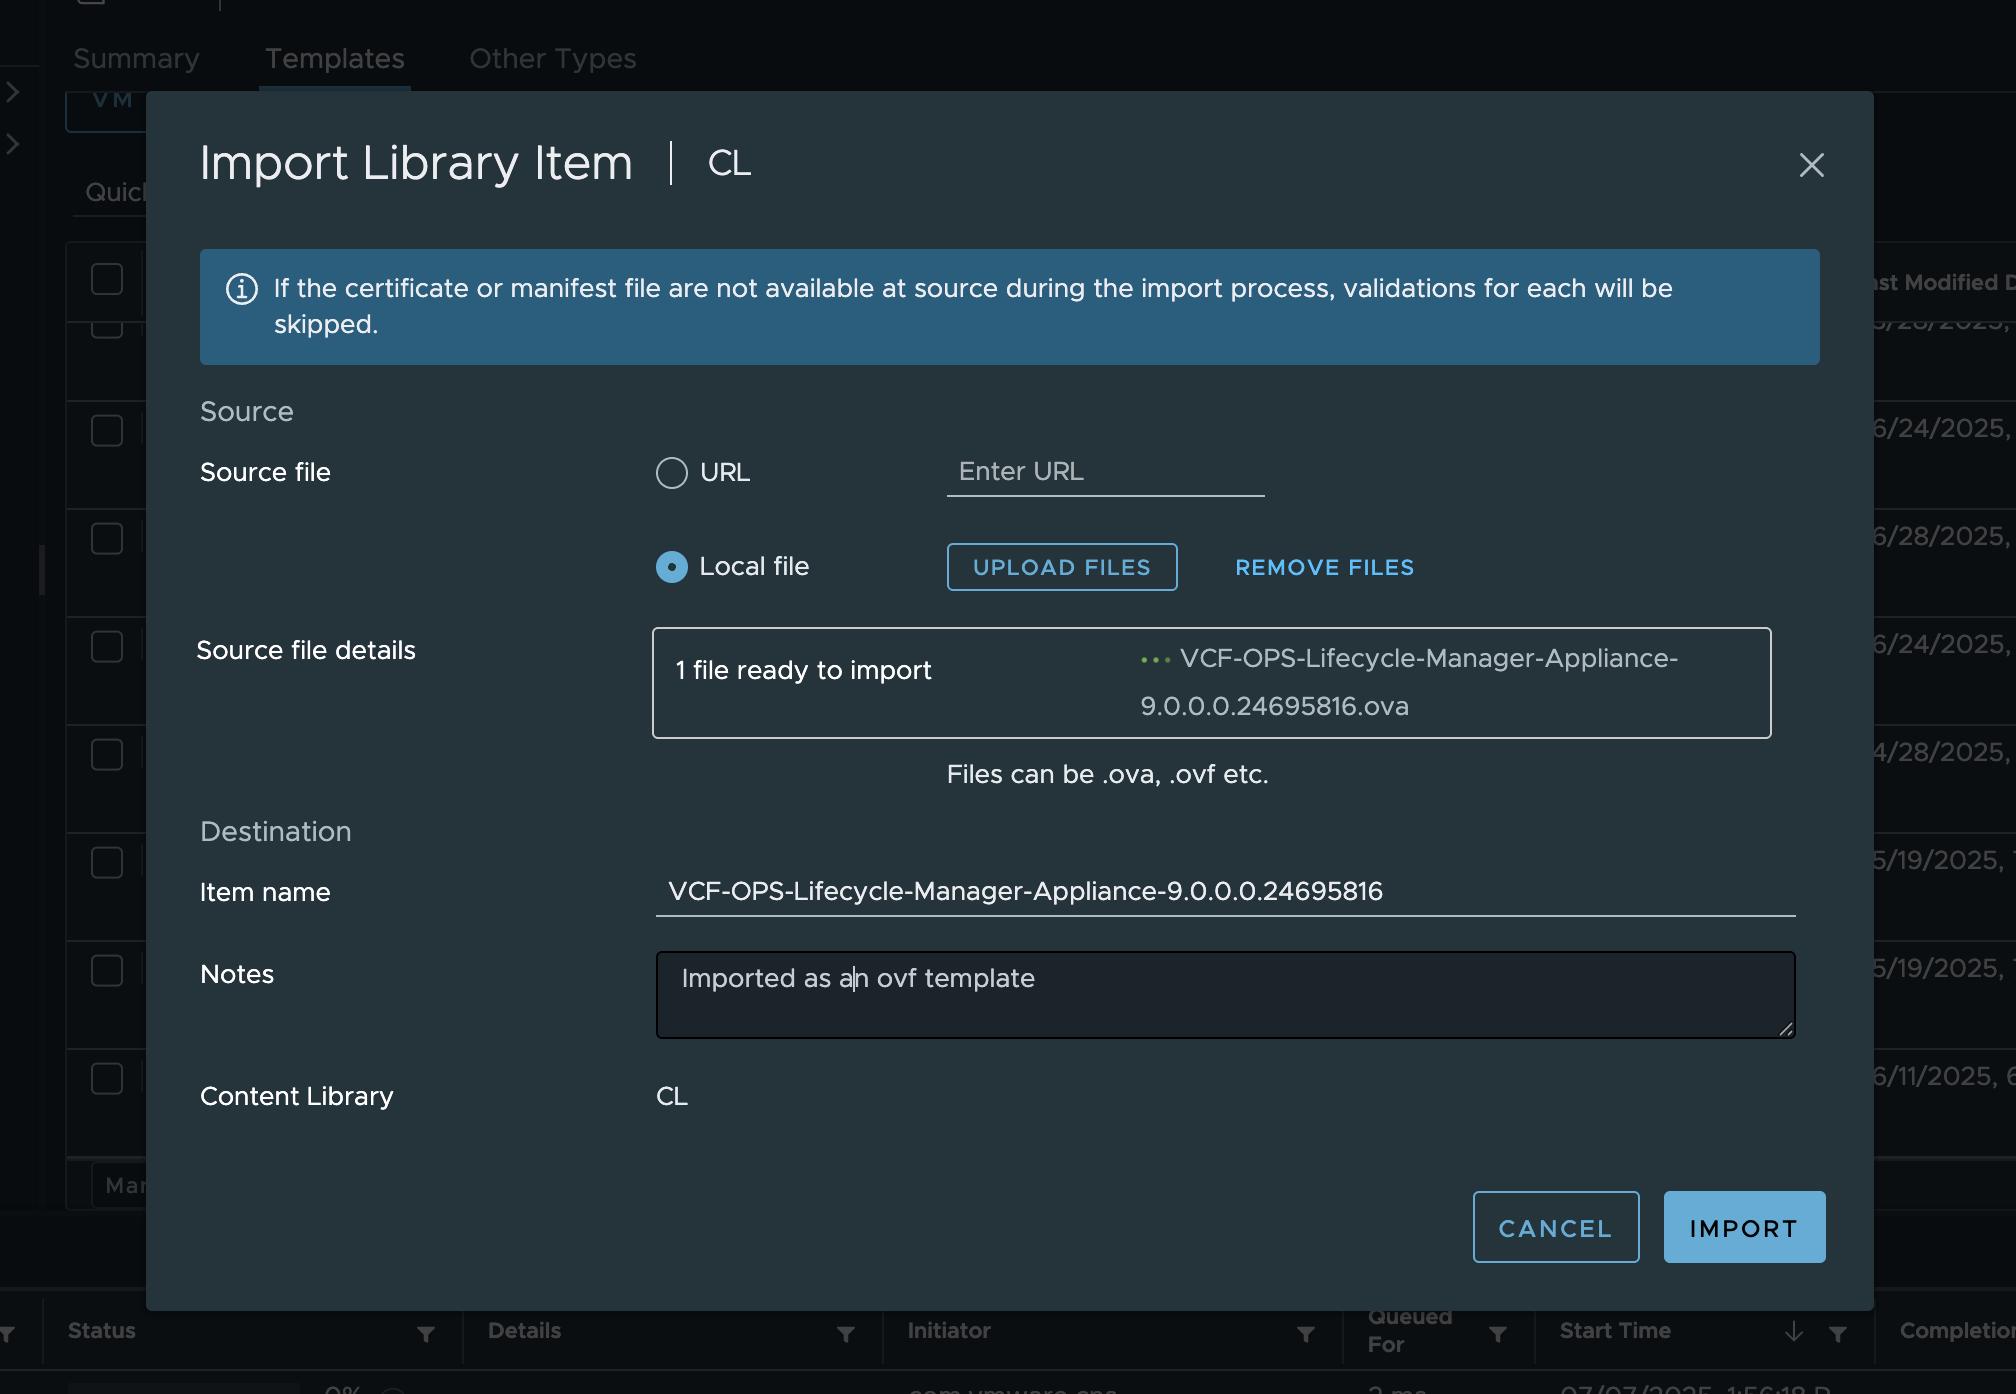 Summary Templates Other Types
VM
Import Library Item | CL
If the certificate or manifest file are not available at source during the import process, validations for each will be
skipped.
Source
Source file
URL
Enter URL
Local file
UPLOAD FILES
REMOVE FILES
Source file details
1 file ready to import
VCF-OPS-Lifecycle-Manager-Appliance-
9.0.0.0.24695816.ova
Files can be .ova, .ovf etc.
Destination
Item name
VCF-OPS-Lifecycle-Manager-Appliance-9.0.0.0.24695816
Notes
Imported as an ovf template
Content Library
CL
CANCEL
IMPORT
Modified
6/24/2025,
6/28/2025,
6/24/2025,
4/28/2025,
5/19/2025,
5/19/2025,
6/11/2025,
Status
Details
Initiator
Queued
For
Start Time